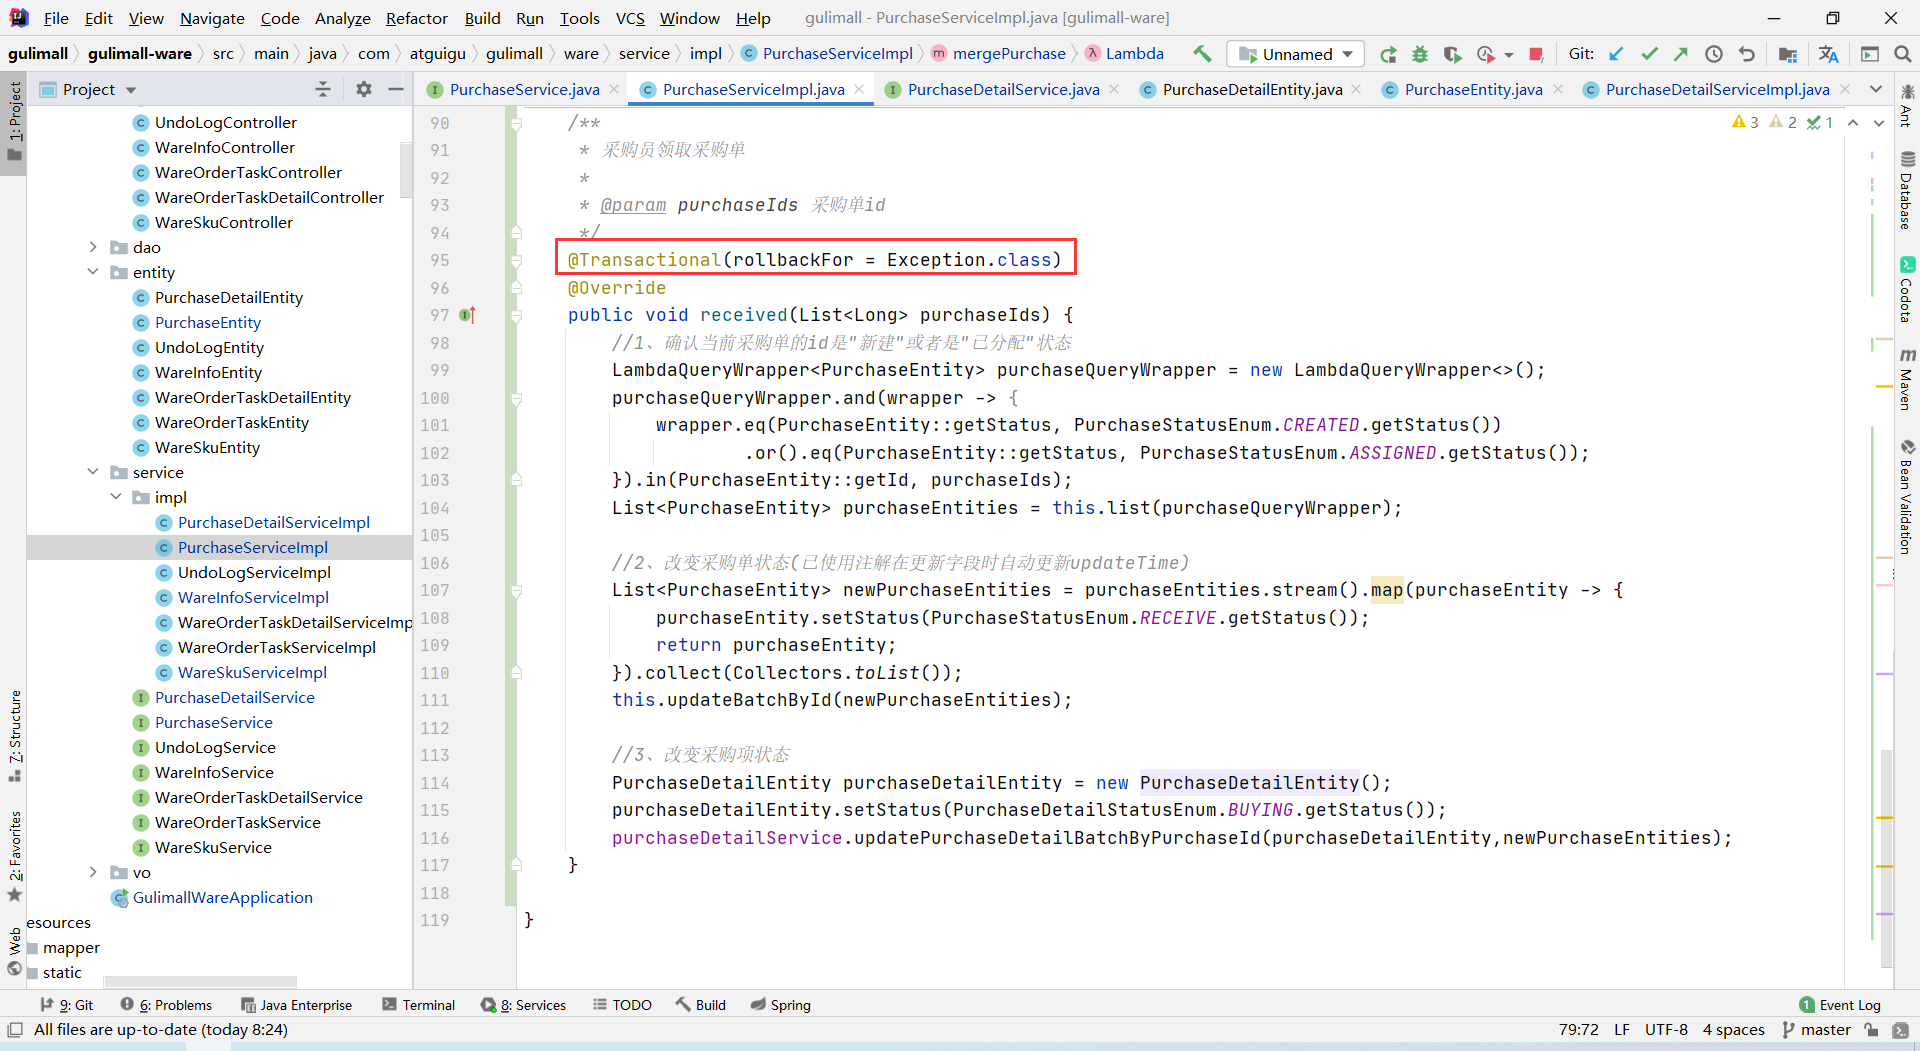 File Edit View Navigate Code Analyze Refactor Build Run Tools VCS Window Help gulimall - PurchaseServiceImpl.java [gulimall-ware]
gulimall gulimall-ware src main java com atguigu gulimall ware service impl PurchaseServiceImpl mergePurchase Lambda Unnamed Git:
Project
PurchaseService.java PurchaseServiceImpl.java PurchaseDetailService.java PurchaseDetailEntity.java PurchaseEntity.java PurchaseDetailServiceImpl.java
1: Project
7: Structure
2: Favorites
Web
UndoLogController
WareInfoController
WareOrderTaskController
WareOrderTaskDetailController
WareSkuController
dao
entity
PurchaseDetailEntity
PurchaseEntity
UndoLogEntity
WareInfoEntity
WareOrderTaskDetailEntity
WareOrderTaskEntity
WareSkuEntity
service
impl
PurchaseDetailServiceImpl
PurchaseServiceImpl
UndoLogServiceImpl
WareInfoServiceImpl
WareOrderTaskDetailServiceImp
WareOrderTaskServiceImpl
WareSkuServiceImpl
PurchaseDetailService
PurchaseService
UndoLogService
WareInfoService
WareOrderTaskDetailService
WareOrderTaskService
WareSkuService
vo
GulimallWareApplication
esources
mapper
static
3 2 1
90 /**
91 * 采购员领取采购单
92 *
93 * @param purchaseIds 采购单id
94 */
95 @Transactional(rollbackFor = Exception.class)
96 @Override
97 public void received(List<Long> purchaseIds) {
98 //1、确认当前采购单的id是"新建"或者是"已分配"状态
99 LambdaQueryWrapper<PurchaseEntity> purchaseQueryWrapper = new LambdaQueryWrapper<>();
100 purchaseQueryWrapper.and(wrapper -> {
101 wrapper.eq(PurchaseEntity::getStatus, PurchaseStatusEnum.CREATED.getStatus())
102 .or().eq(PurchaseEntity::getStatus, PurchaseStatusEnum.ASSIGNED.getStatus());
103 }).in(PurchaseEntity::getId, purchaseIds);
104 List<PurchaseEntity> purchaseEntities = this.list(purchaseQueryWrapper);
105
106 //2、改变采购单状态(已使用注解在更新字段时自动更新updateTime)
107 List<PurchaseEntity> newPurchaseEntities = purchaseEntities.stream().map(purchaseEntity -> {
108 purchaseEntity.setStatus(PurchaseStatusEnum.RECEIVE.getStatus());
109 return purchaseEntity;
110 }).collect(Collectors.toList());
111 this.updateBatchById(newPurchaseEntities);
112
113 //3、改变采购项状态
114 PurchaseDetailEntity purchaseDetailEntity = new PurchaseDetailEntity();
115 purchaseDetailEntity.setStatus(PurchaseDetailStatusEnum.BUYING.getStatus());
116 purchaseDetailService.updatePurchaseDetailBatchByPurchaseId(purchaseDetailEntity,newPurchaseEntities);
117 }
118
119 }
Ant
Database
Codota
Maven
Bean Validation
9: Git 6: Problems Java Enterprise Terminal 8: Services TODO Build Spring 1 Event Log
All files are up-to-date (today 8:24) 79:72 LF UTF-8 4 spaces master